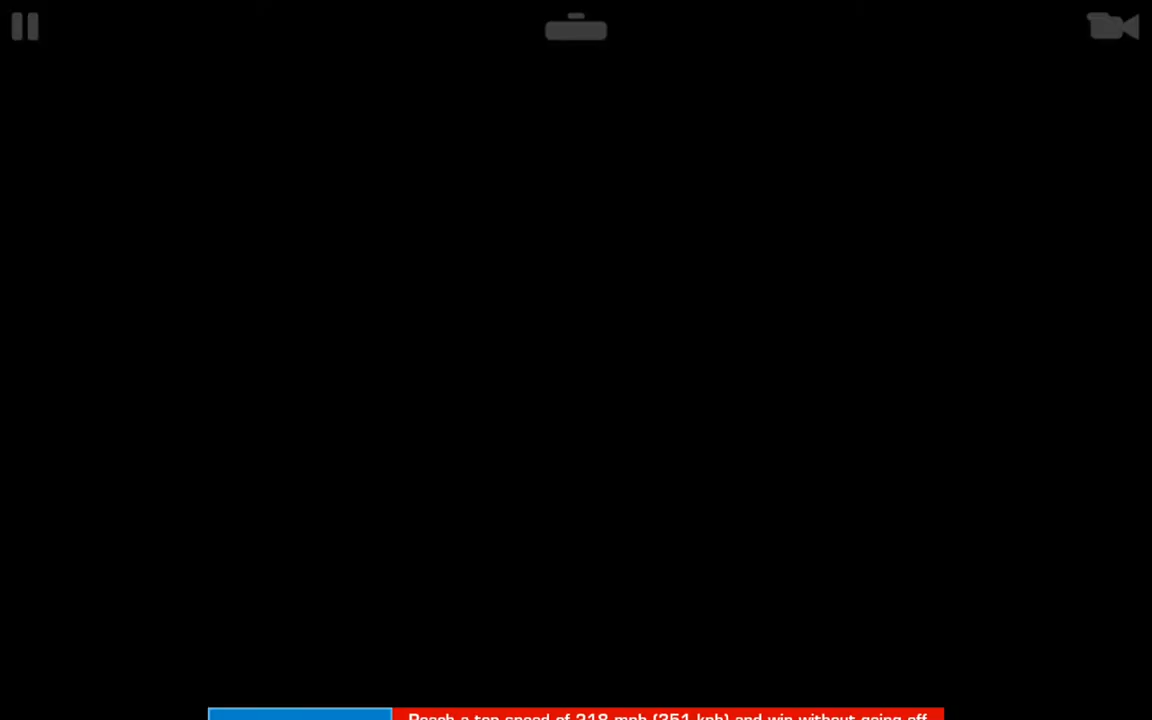 Reach a top speed of 218 mph (351 kph) and win without going off